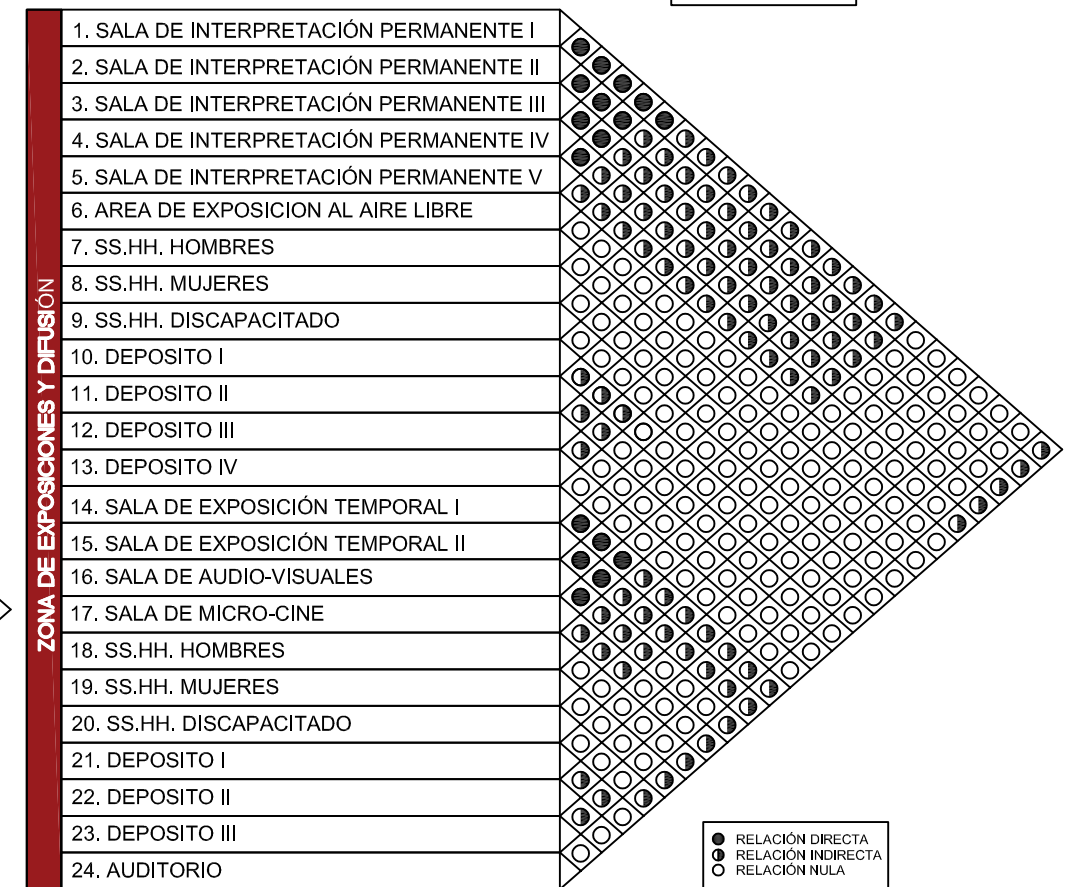 ZONA DE EXPOSICIONES Y DIFUSIÓN
1. SALA DE INTERPRETACIÓN PERMANENTE I
2. SALA DE INTERPRETACIÓN PERMANENTE II
3. SALA DE INTERPRETACIÓN PERMANENTE III
4. SALA DE INTERPRETACIÓN PERMANENTE IV
5. SALA DE INTERPRETACIÓN PERMANENTE V
6. AREA DE EXPOSICION AL AIRE LIBRE
7. SS.HH. HOMBRES
8. SS.HH. MUJERES
9. SS.HH. DISCAPACITADO
10. DEPOSITO I
11. DEPOSITO II
12. DEPOSITO III
13. DEPOSITO IV
14. SALA DE EXPOSICIÓN TEMPORAL I
15. SALA DE EXPOSICIÓN TEMPORAL II
16. SALA DE AUDIO-VISUALES
17. SALA DE MICRO-CINE
18. SS.HH. HOMBRES
19. SS.HH. MUJERES
20. SS.HH. DISCAPACITADO
21. DEPOSITO I
22. DEPOSITO II
23. DEPOSITO III
24. AUDITORIO
RELACIÓN DIRECTA
RELACIÓN INDIRECTA
RELACIÓN NULA